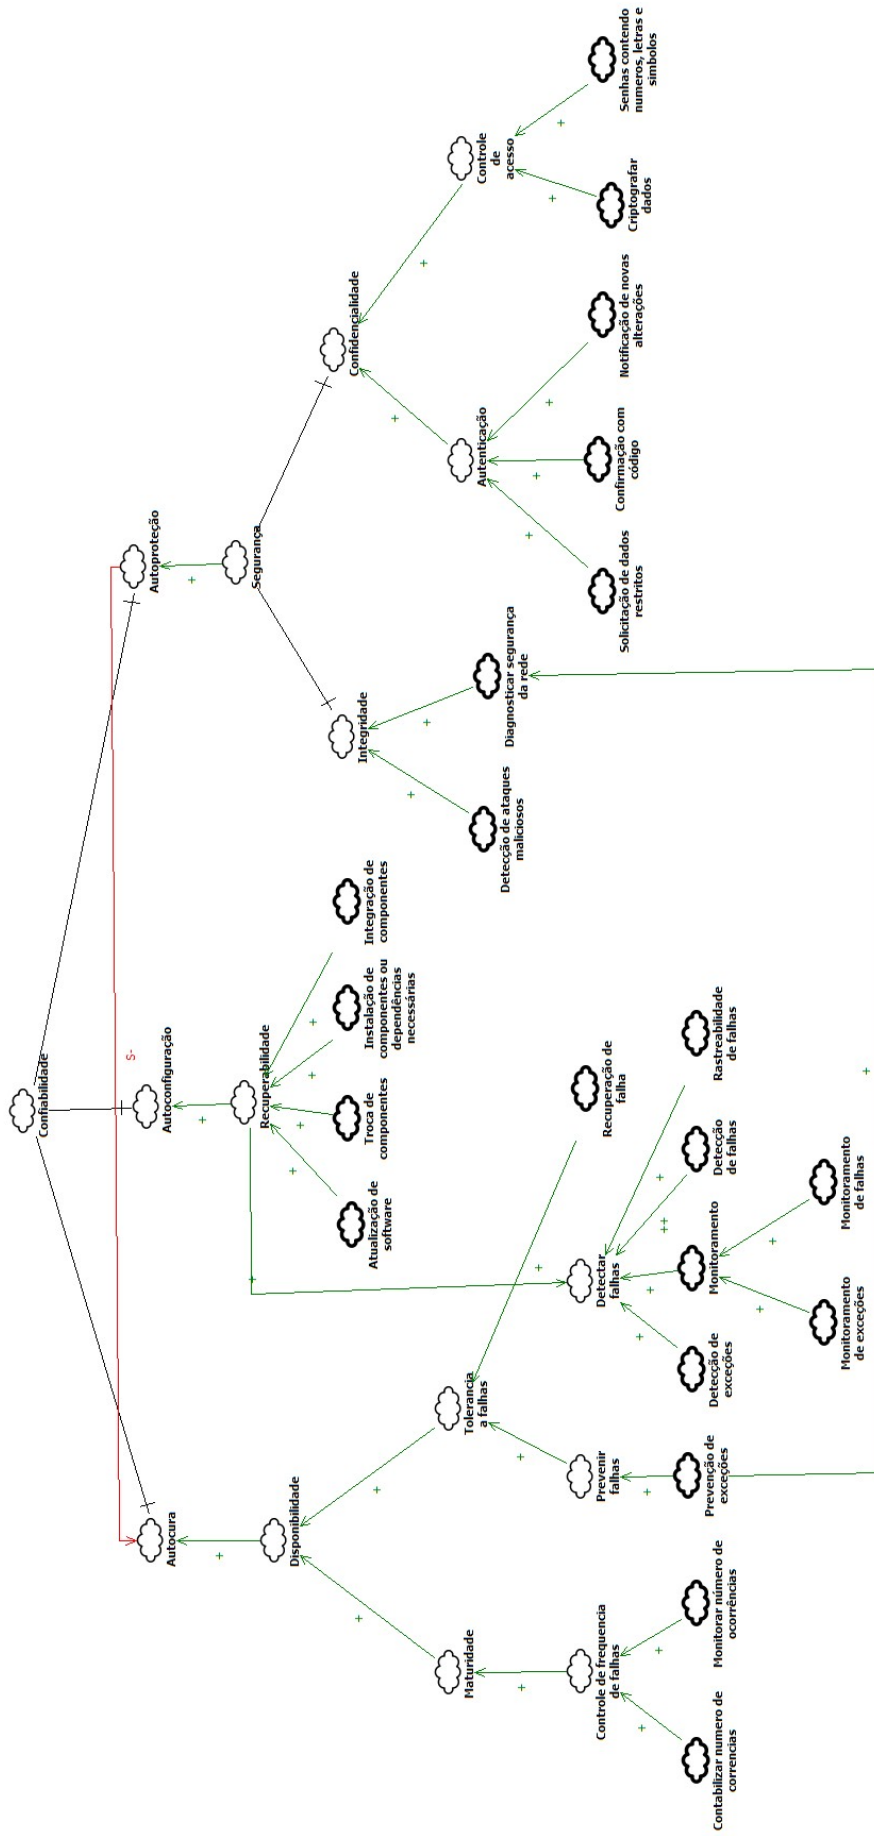 Confiabilidade
Autocura
S-
Autoconfiguração
Autoproteção
+
+
+
Disponibilidade
Recuperabilidade
Segurança
+
+
+
+
+
+
+
Atualização de
software
Troca de
componentes
Instalação de
componentes ou
dependências
necessárias
Integração de
componentes
Integridade
Confidencialidade
+
+
+
+
Maturidade
Tolerancia
a falhas
Detecção de ataques
maliciosos
Diagnosticar segurança
da rede
Autenticação
Controle
de
acesso
+
+
+
+
+
+
+
+
Controle de frequencia
de falhas
Prevenir
falhas
Detectar
falhas
Recuperação de
falha
Solicitação de dados
restritos
Confirmação com
código
Notificação de novas
alterações
Criptografar
dados
Senhas contendo
numeros, letras e
simbolos
+
+
+
+
+
++
+
Contabilizar numero de
correncias
Monitorar número de
ocorrências
Prevenção de
exceções
Detecção de
exceções
Monitoramento
Detecção
de falhas
Rastreabilidade
de falhas
+
+
Monitoramento
de exceções
Monitoramento
de falhas
+